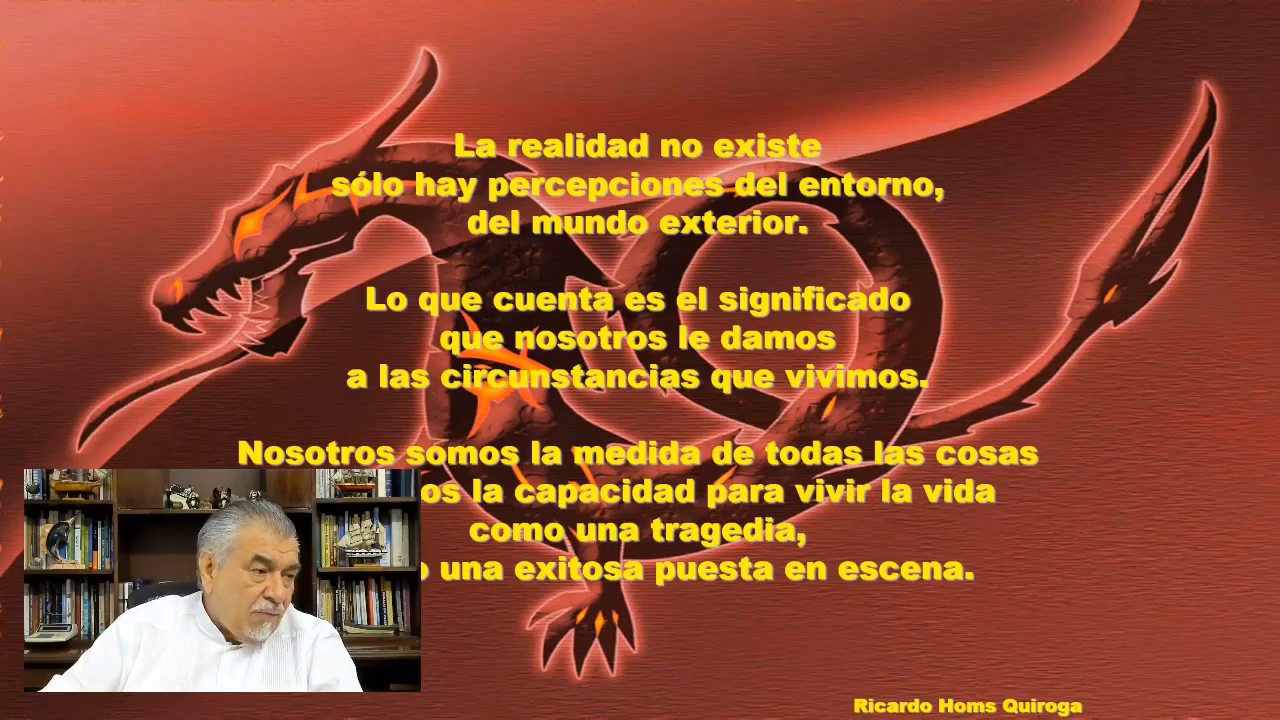 La realidad no existe
sólo hay percepciones del entorno,
del mundo exterior.
Lo que cuenta es el significado
que nosotros le damos
a las circunstancias que vivimos.
Nosotros somos la medida de todas las cosas
la capacidad para vivir la vida
como una tragedia,
una exitosa puesta en escena.
Ricardo Homs Quiroga